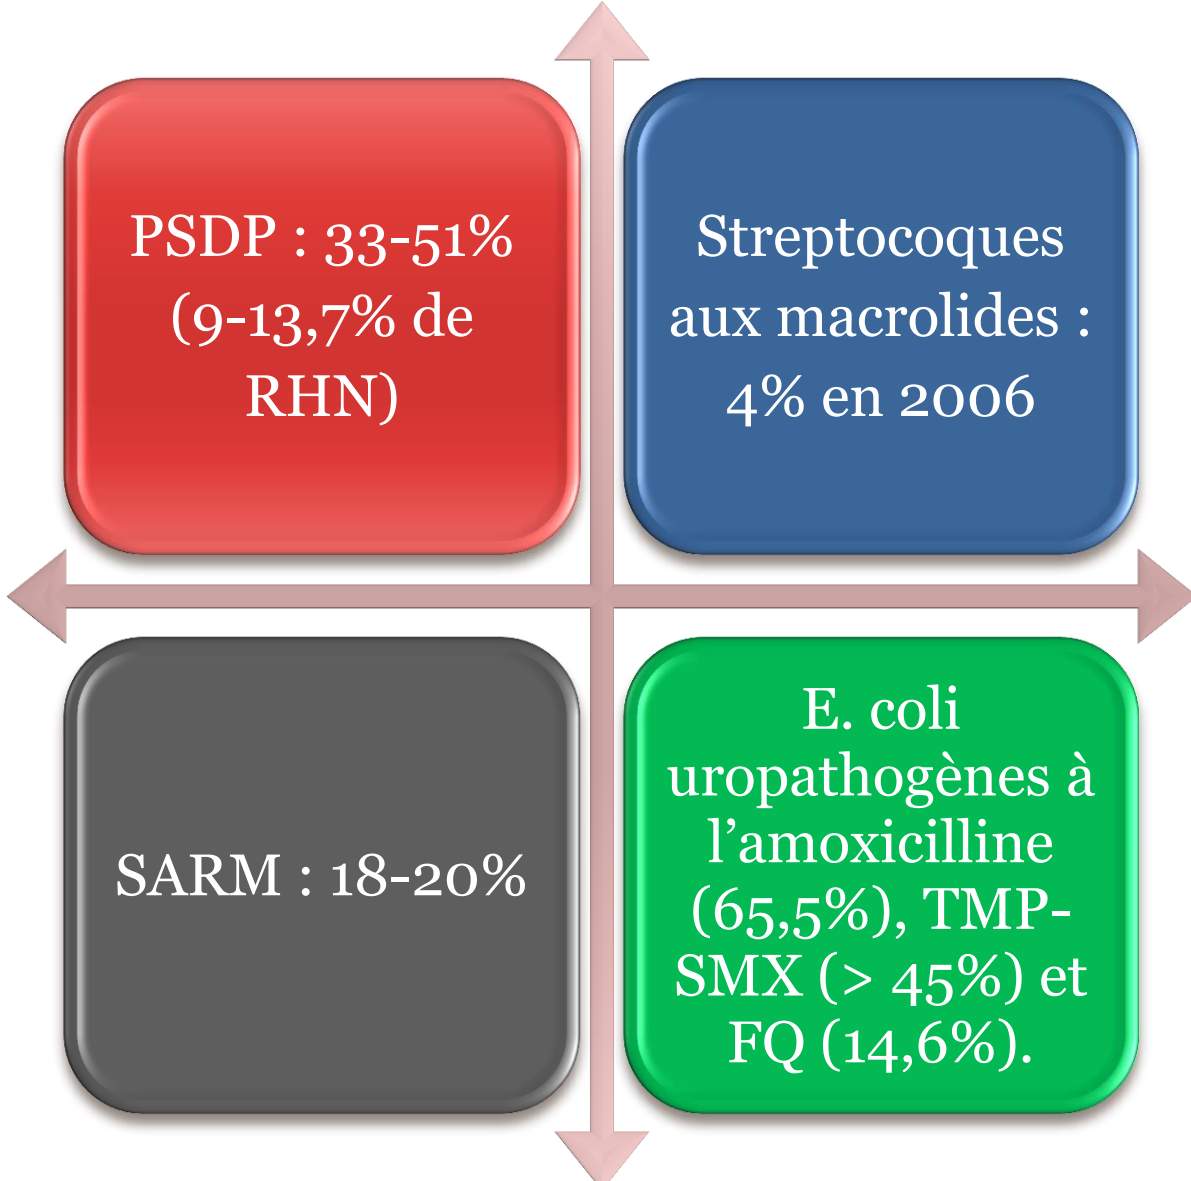 PSDP : 33-51%
(9-13,7% de
RHN)
Streptocoques
aux macrolides :
4% en 2006
SARM : 18-20%
E. coli
uropathogènes à
l’amoxicilline
(65,5%), TMP-
SMX (> 45%) et
FQ (14,6%).